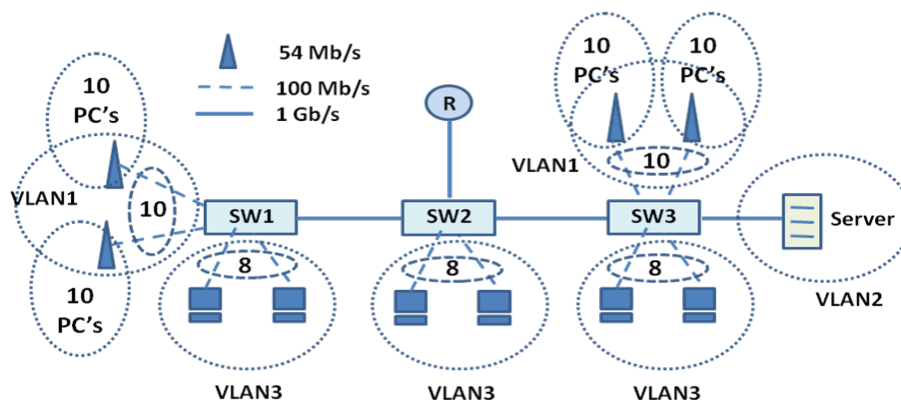 54 Mb/s
100 Mb/s
1 Gb/s
10
PC's
10
PC's
10
PC's
R
VLAN1
10
VLAN1
10
SW1
SW2
SW3
Server
8
8
8
10
PC's
VLAN2
VLAN3
VLAN3
VLAN3